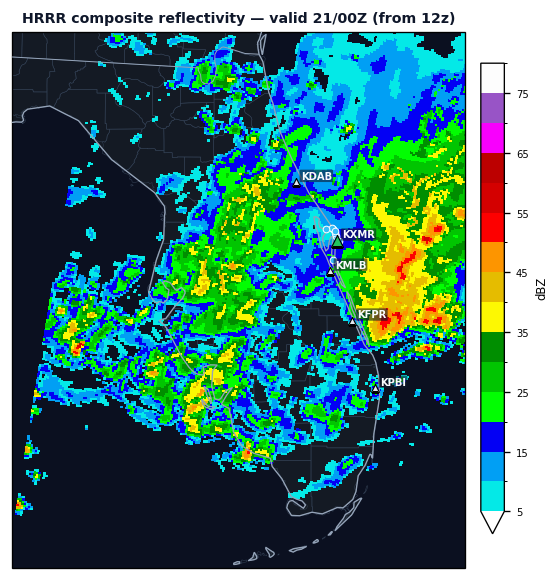 HRRR composite reflectivity — valid 21/00Z (from 12z)
75
65
55
45
35
25
15
5
dBZ
KDAB
KXMR
KMLB
KFPR
KPBI